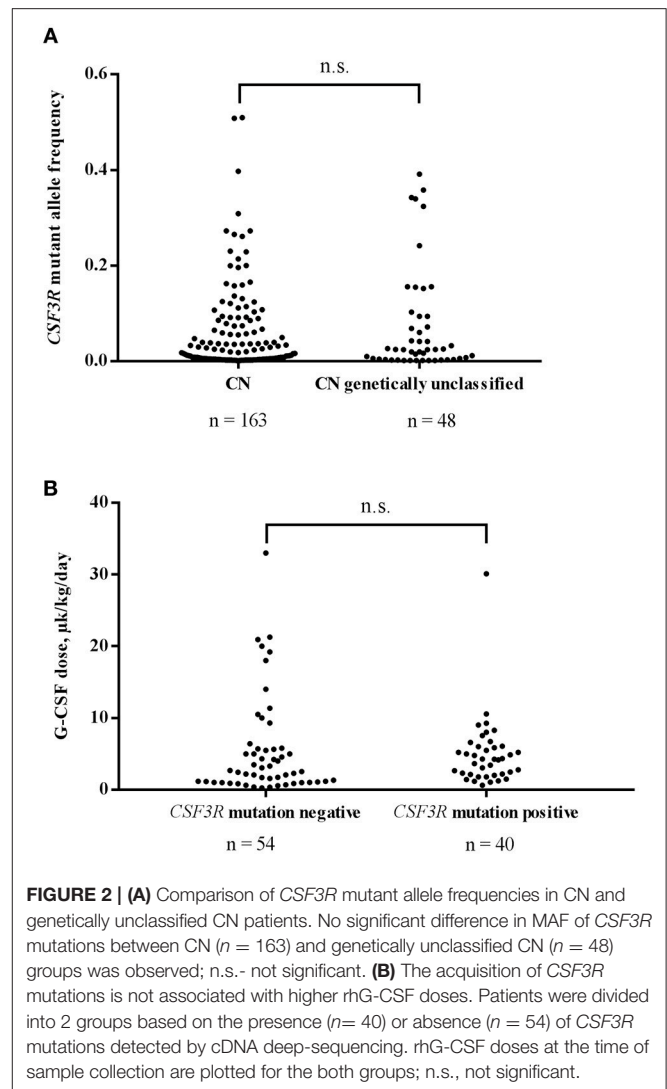 A
n.s.
0.6
0.4
0.2
0.0
CSF3R mutant allele frequency
CN
CN genetically unclassified
n = 163
n = 48
B
n.s.
40
30
20
10
0
G-CSF dose, µk/kg/day
CSF3R mutation negative
CSF3R mutation positive
n = 54
n = 40
FIGURE 2 | (A) Comparison of CSF3R mutant allele frequencies in CN and
genetically unclassified CN patients. No significant difference in MAF of CSF3R
mutations between CN (n = 163) and genetically unclassified CN (n = 48)
groups was observed; n.s.- not significant. (B) The acquisition of CSF3R
mutations is not associated with higher rhG-CSF doses. Patients were divided
into 2 groups based on the presence (n= 40) or absence (n = 54) of CSF3R
mutations detected by cDNA deep-sequencing. rhG-CSF doses at the time of
sample collection are plotted for the both groups; n.s., not significant.